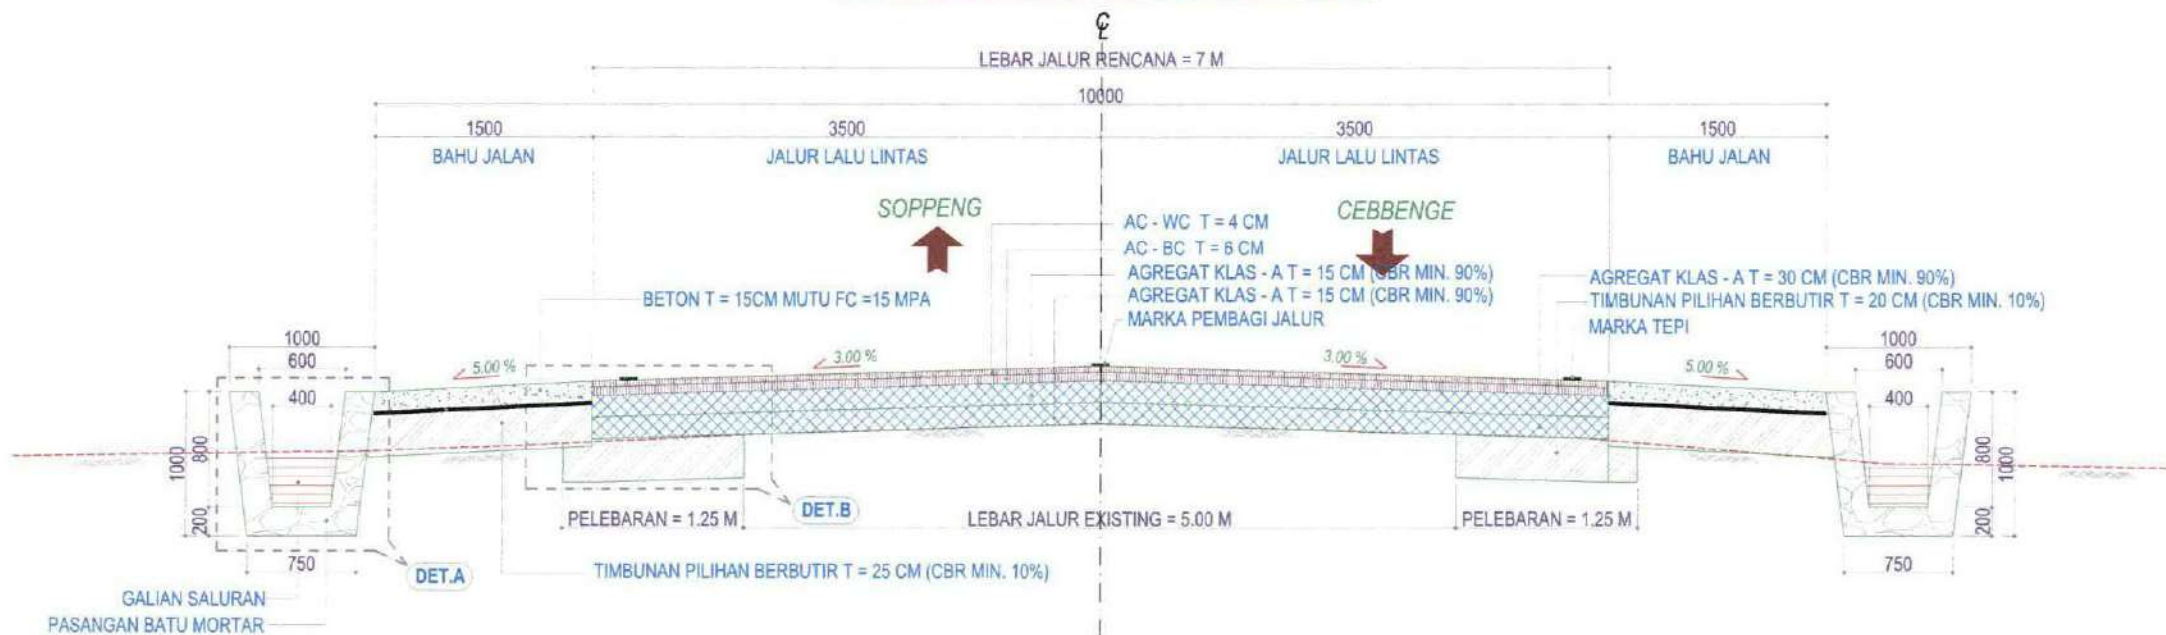 ℄
LEBAR JALUR RENCANA = 7 M
10000
1500
3500
3500
1500
BAHU JALAN
JALUR LALU LINTAS
JALUR LALU LINTAS
BAHU JALAN
SOPPENG
CEBBENGE
AC - WC T = 4 CM
AC - BC T = 6 CM
AGREGAT KLAS - A T = 15 CM (CBR MIN. 90%)
AGREGAT KLAS - A T = 15 CM (CBR MIN. 90%)
MARKA PEMBAGI JALUR
AGREGAT KLAS - A T = 30 CM (CBR MIN. 90%)
TIMBUNAN PILIHAN BERBUTIR T = 20 CM (CBR MIN. 10%)
MARKA TEPI
BETON T = 15CM MUTU FC =15 MPA
1000
600
400
5.00 %
3.00 %
3.00 %
5.00 %
1000
600
400
1000
800
200
750
800
1000
200
750
PELEBARAN = 1.25 M
DET.B
LEBAR JALUR EXISTING = 5.00 M
PELEBARAN = 1.25 M
DET.A
TIMBUNAN PILIHAN BERBUTIR T = 25 CM (CBR MIN. 10%)
GALIAN SALURAN
PASANGAN BATU MORTAR